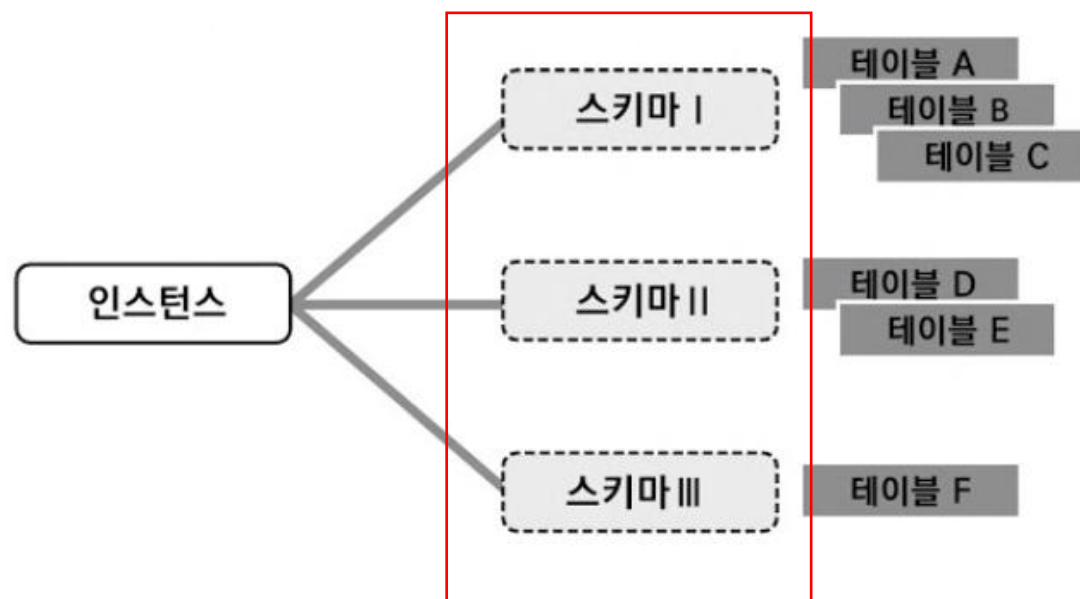 테이블 A
스키마 Ⅰ
테이블 B
테이블 C
테이블 D
인스턴스
스키마 Ⅱ
테이블 E
스키마 Ⅲ
테이블 F